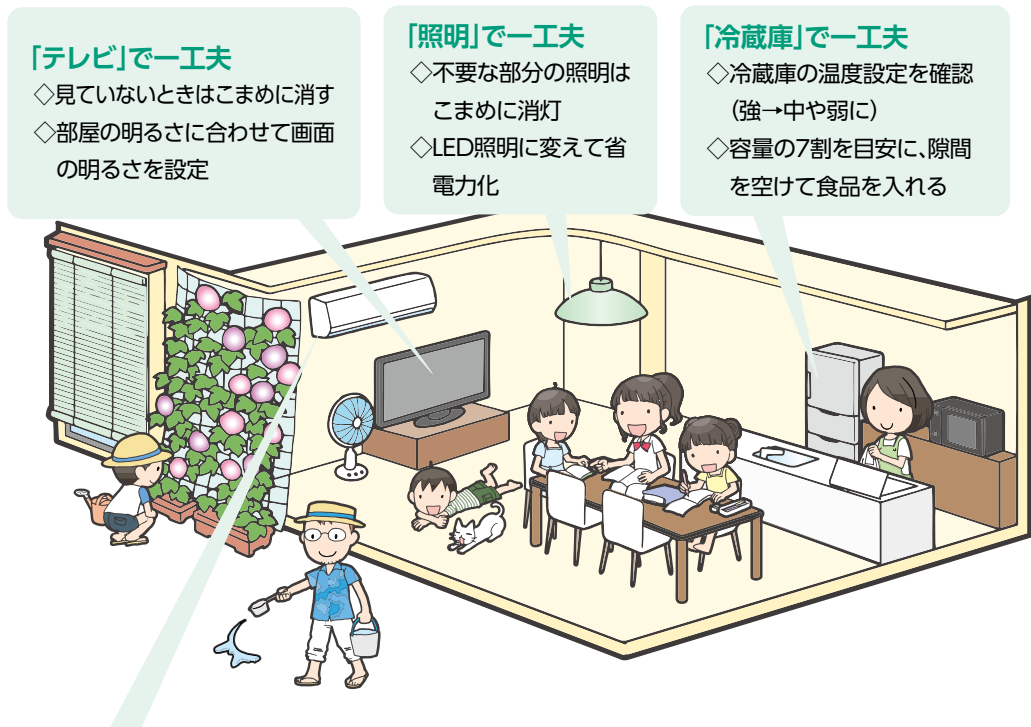 「テレビ」で一工夫
◇見ていないときはこまめに消す
◇部屋の明るさに合わせて画面
の明るさを設定
「照明」で一工夫
◇不要な部分の照明は
こまめに消灯
◇LED照明に変えて省
電力化
「冷蔵庫」で一工夫
◇冷蔵庫の温度設定を確認
(強→中や弱に)
◇容量の7割を目安に、隙間
を空けて食品を入れる